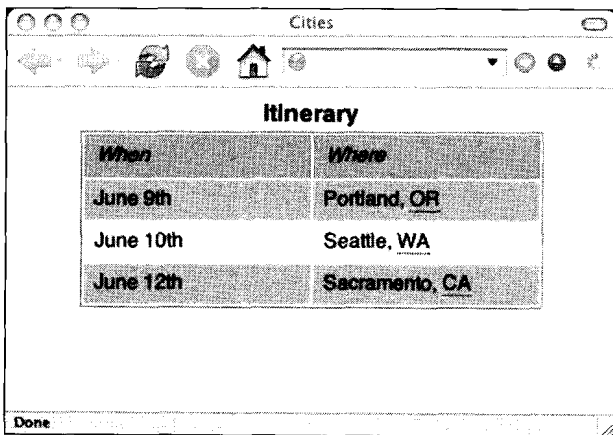 Cities
Itinerary
When Where
June 9th Portland, OR
June 10th Seattle, WA
June 12th Sacramento, CA
Done